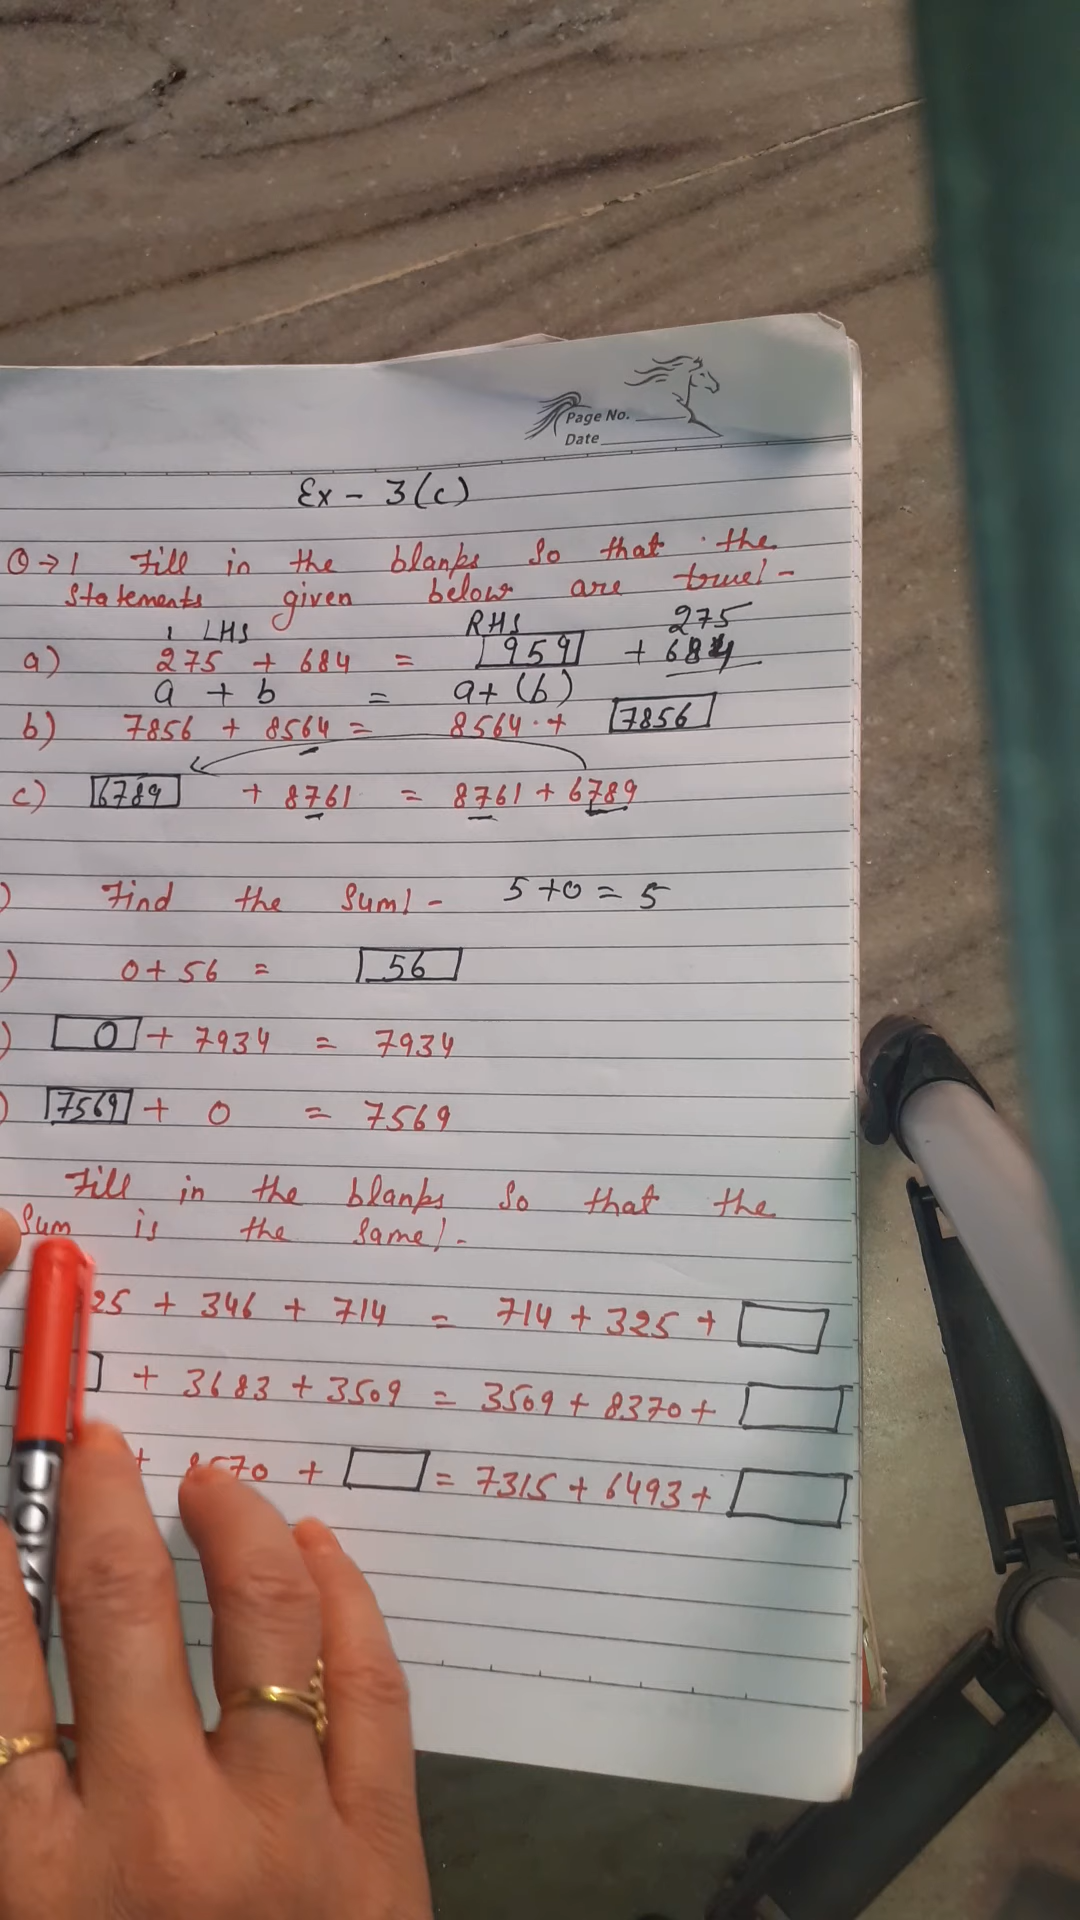 Page No.
Date
Ex - 3(c)
Q→1 Fill in the blanks so that the
statements given below are true!-
LHS RHS 275
a) 275 + 684 = 959 + 684
a + b = a + (b)
b) 7856 + 8564 = 8564 + 7856
c) 6789 + 8761 = 8761 + 6789
) Find the sum!- 5+0 = 5
) 0 + 56 = 56
) 0 + 7934 = 7934
) 7569 + 0 = 7569
Fill in the blanks so that the
sum is the same!-
25 + 346 + 714 = 714 + 325 +
+ 3683 + 3509 = 3509 + 8370 +
+ 8570 + = 7315 + 6493 +